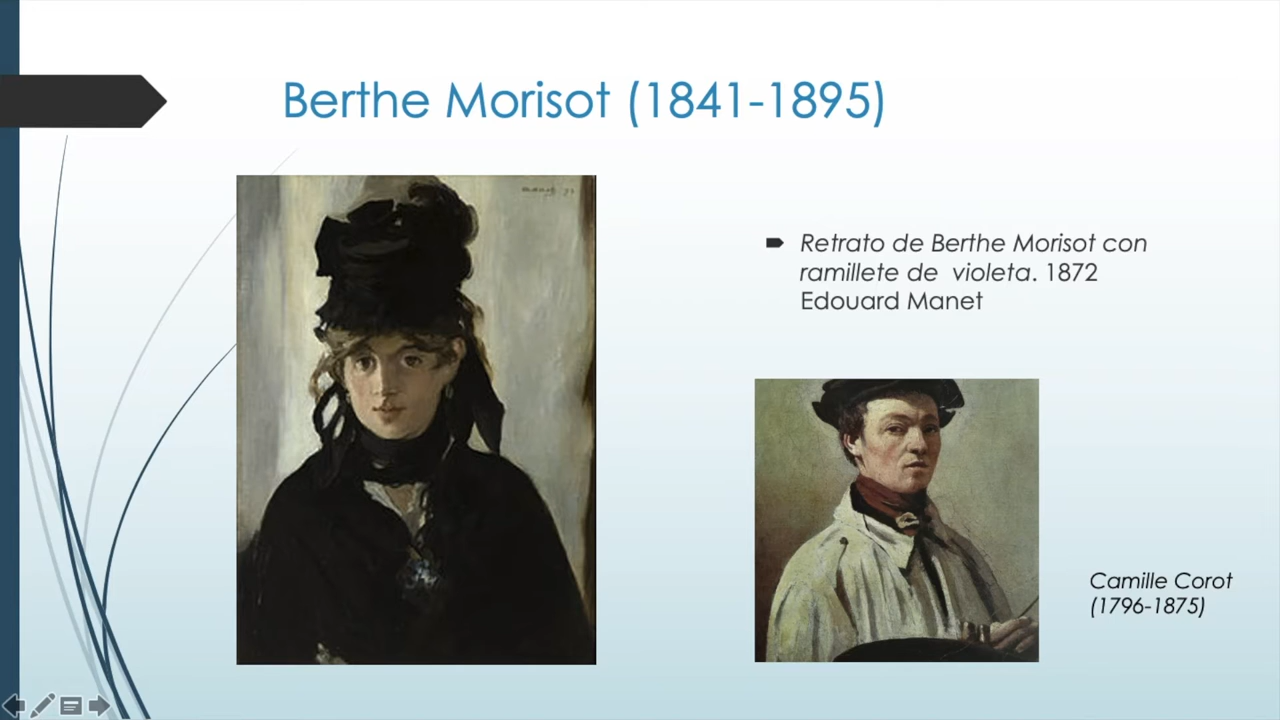 Berthe Morisot (1841-1895)
Retrato de Berthe Morisot con
ramillete de violeta. 1872
Edouard Manet
Camille Corot
(1796-1875)